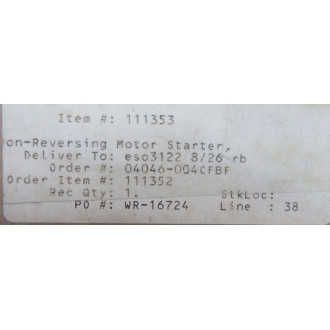 Item #: 111353
on-Reversing Motor Starter,
Deliver To: eso3122 8/26 rb
Order #: 04046-004CFBF
Order Item #: 111352
Rec Qty: 1. StkLoc:
PO #: WR-16724 Line : 38